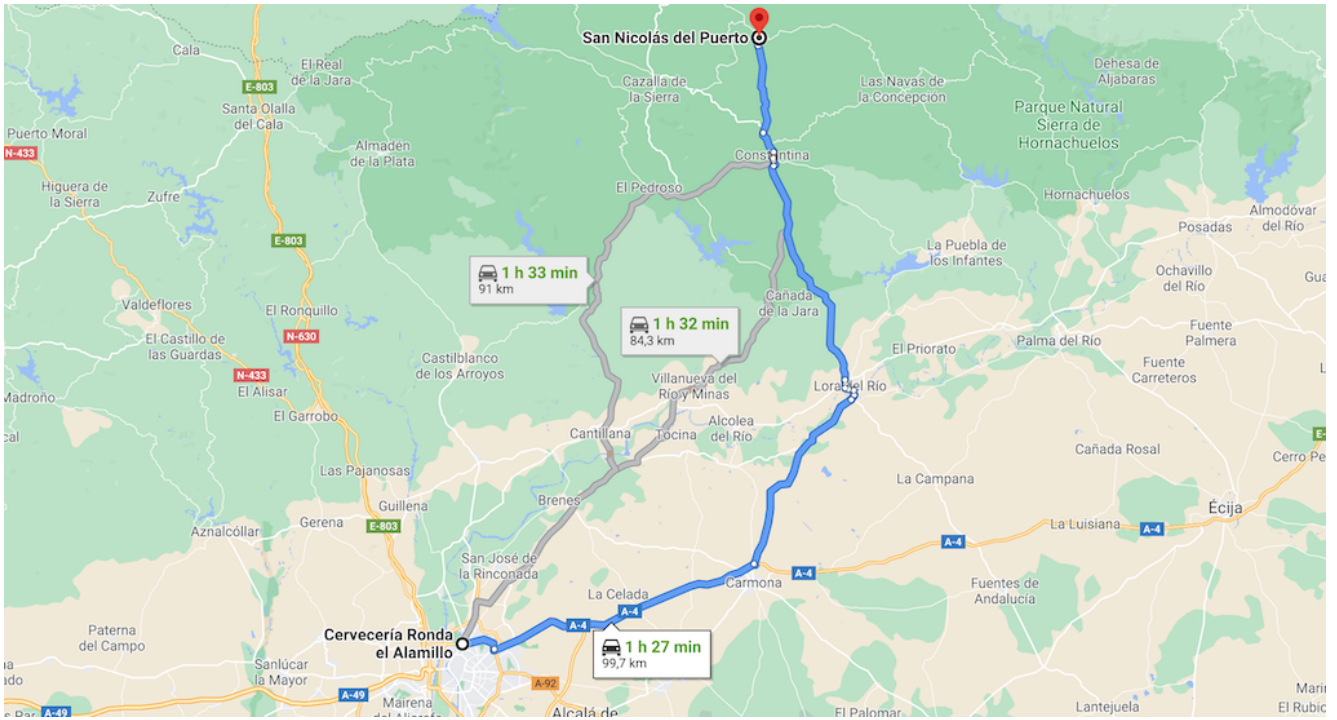 San Nicolás del Puerto
Cala
El Real
de la Jara
Cazalla de
la Sierra
Las Navas de
la Concepción
Dehesa de
Aljabaras
E-803
Santa Olalla
del Cala
Parque Natural
Sierra de
Hornachuelos
Puerto Moral
N-433
Almadén
de la Plata
Constantina
Higuera de
la Sierra
Zufre
El Pedroso
Hornachuelos
Almodóvar
del Río
Posadas
E-803
La Puebla de
los Infantes
1 h 33 min
91 km
Ochavillo
del Río
Valdeflores
El Ronquillo
Cañada
de la Jara
1 h 32 min
84,3 km
El Castillo de
las Guardas
N-630
Fuente
Palmera
Palma del Río
El Priorato
Castilblanco
de los Arroyos
Fuente
Carreteros
N-433
El Alisar
Villanueva del
Río y Minas
Lora del Río
El Garrobo
Alcolea
del Río
Cantillana
Tocina
Cañada Rosal
Las Pajanosas
La Campana
Brenes
Guillena
Écija
Gerena
E-803
Aznalcóllar
La Luisiana
A-4
A-4
San José de
la Rinconada
A-4
Carmona
La Celada
Fuentes de
Andalucía
A-4
A-4
Cervecería Ronda
el Alamillo
Paterna
del Campo
1 h 27 min
99,7 km
Sanlúcar
la Mayor
A-92
A-49
Mairena
del Aljarafe
A-49
Alcalá de
El Palomar
Lantejuela